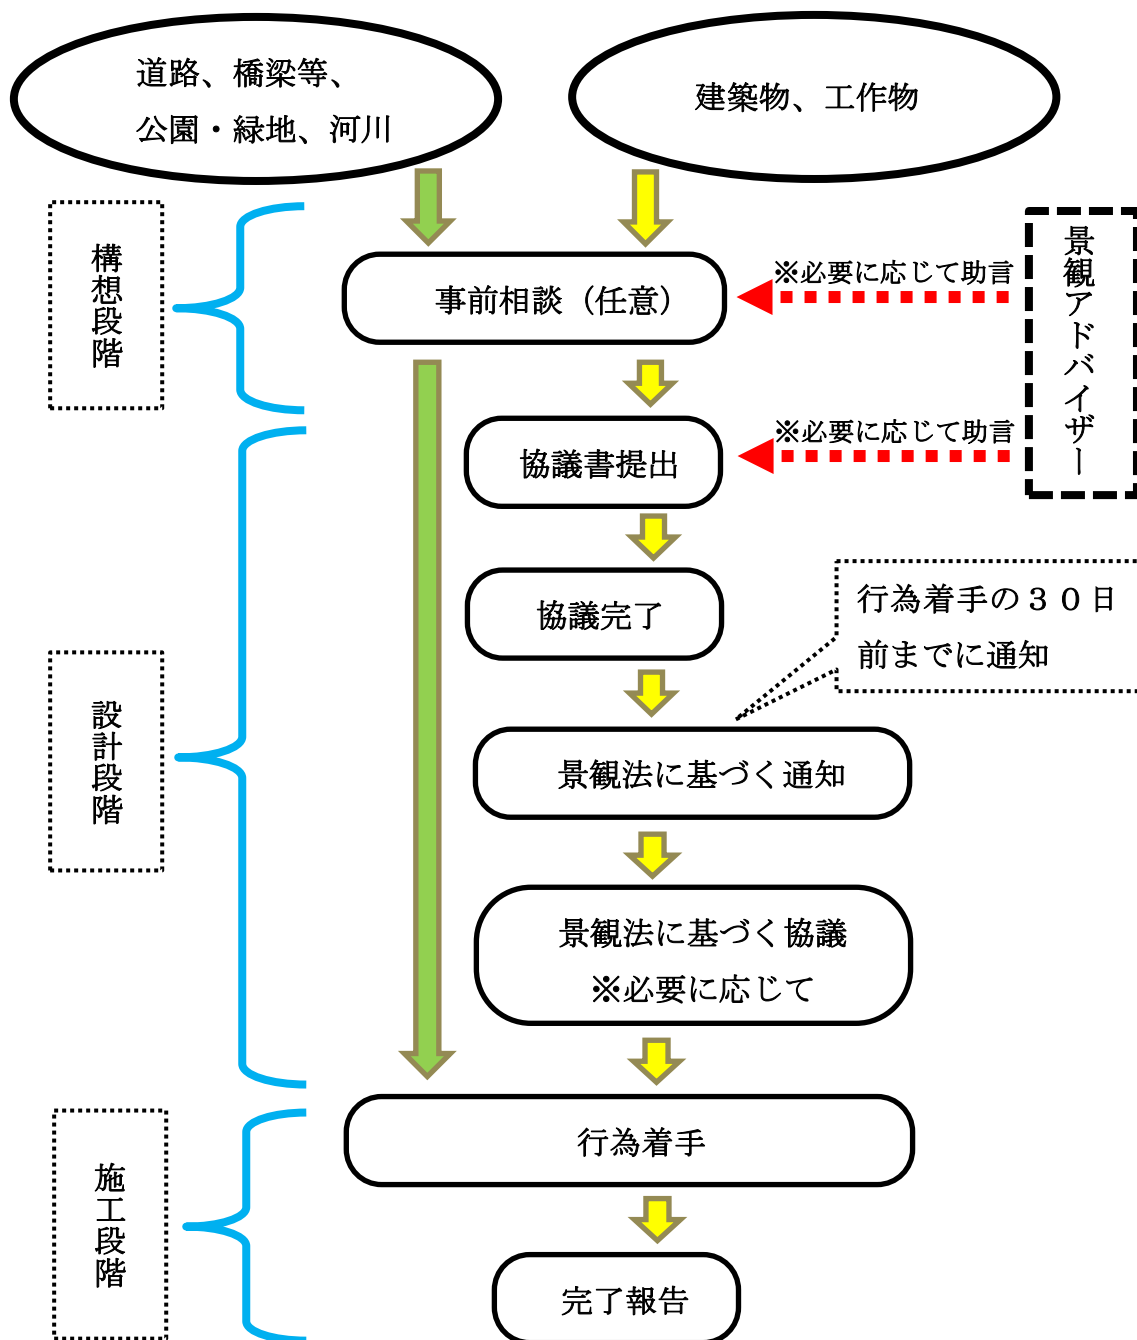 道路、橋梁等、
公園・緑地、河川
建築物、工作物
構想段階
事前相談（任意）
※必要に応じて助言
景観アドバイザー
協議書提出
※必要に応じて助言
協議完了
行為着手の３０日
前までに通知
設計段階
景観法に基づく通知
景観法に基づく協議
※必要に応じて
行為着手
施工段階
完了報告